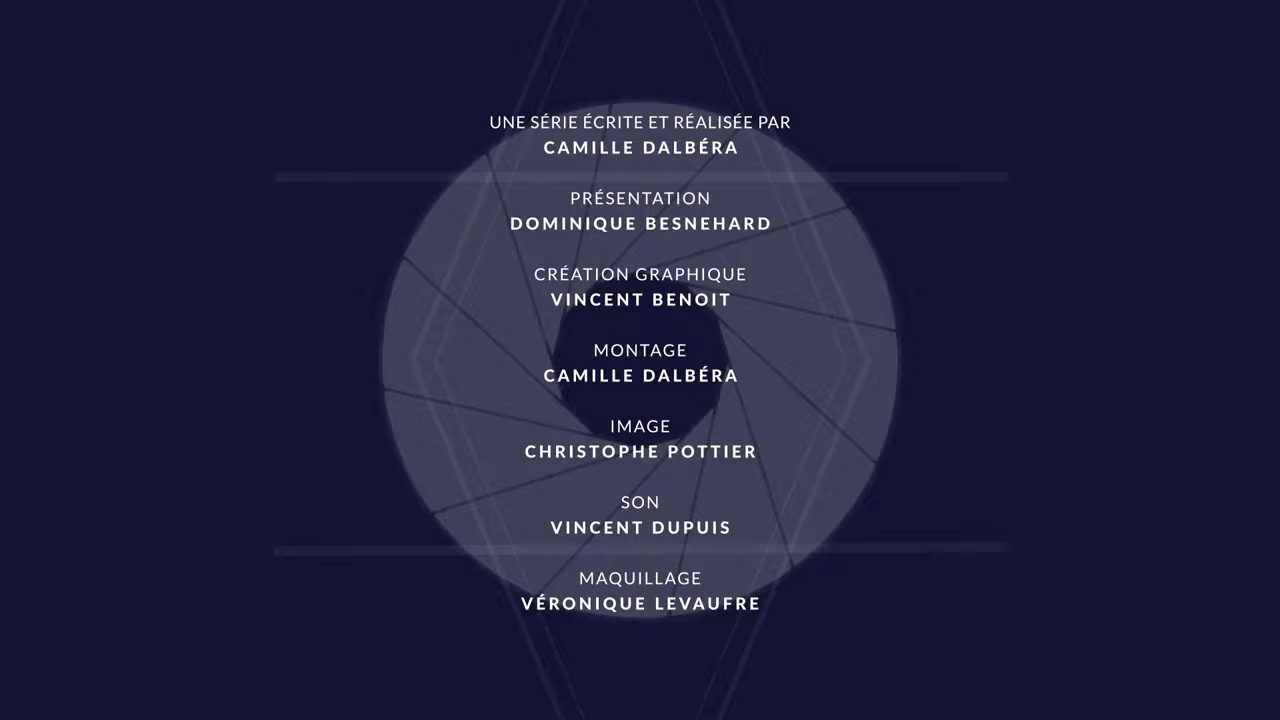 UNE SÉRIE ÉCRITE ET RÉALISÉE PAR
CAMILLE DALBÉRA
PRÉSENTATION
DOMINIQUE BESNEHARD
CRÉATION GRAPHIQUE
VINCENT BENOIT
MONTAGE
CAMILLE DALBÉRA
IMAGE
CHRISTOPHE POTTIER
SON
VINCENT DUPUIS
MAQUILLAGE
VÉRONIQUE LEVAUFRE